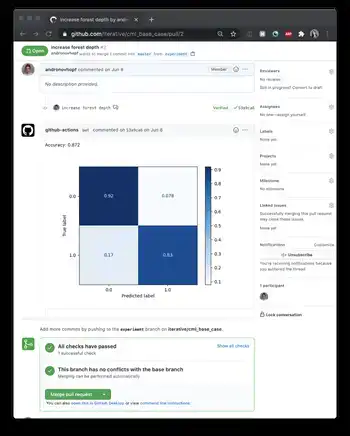 Increase forest depth by andro
github.com/iterative/cml_base_case/pull/2
Increase forest depth #2
Open
andronovhopf wants to merge 1 commit into master from experiment
andronovhopf commented on Jun 9
Member
No description provided.
Increase forest depth
Verified
github-actions bot commented on Jun 9
Accuracy: 0.872
0.92
0.078
0.17
0.83
0.0
1.0
True label
0.0
1.0
Predicted label
0.9
0.8
0.7
0.6
0.5
0.4
0.3
0.2
0.1
Reviewers
No reviews
Still in progress? Convert to draft
Assignees
No one—assign yourself
Labels
None yet
Projects
None yet
Milestone
No milestone
Linked issues
Successfully merging this pull request may close these issues.
None yet
Notifications
Customize
Unsubscribe
You're receiving notifications because you authored the thread.
1 participant
Lock conversation
Add more commits by pushing to the experiment branch on iterative/cml_base_case.
All checks have passed
Show all checks
1 successful check
This branch has no conflicts with the base branch
Merging can be performed automatically.
Merge pull request
You can also open this in GitHub Desktop or view command line instructions.